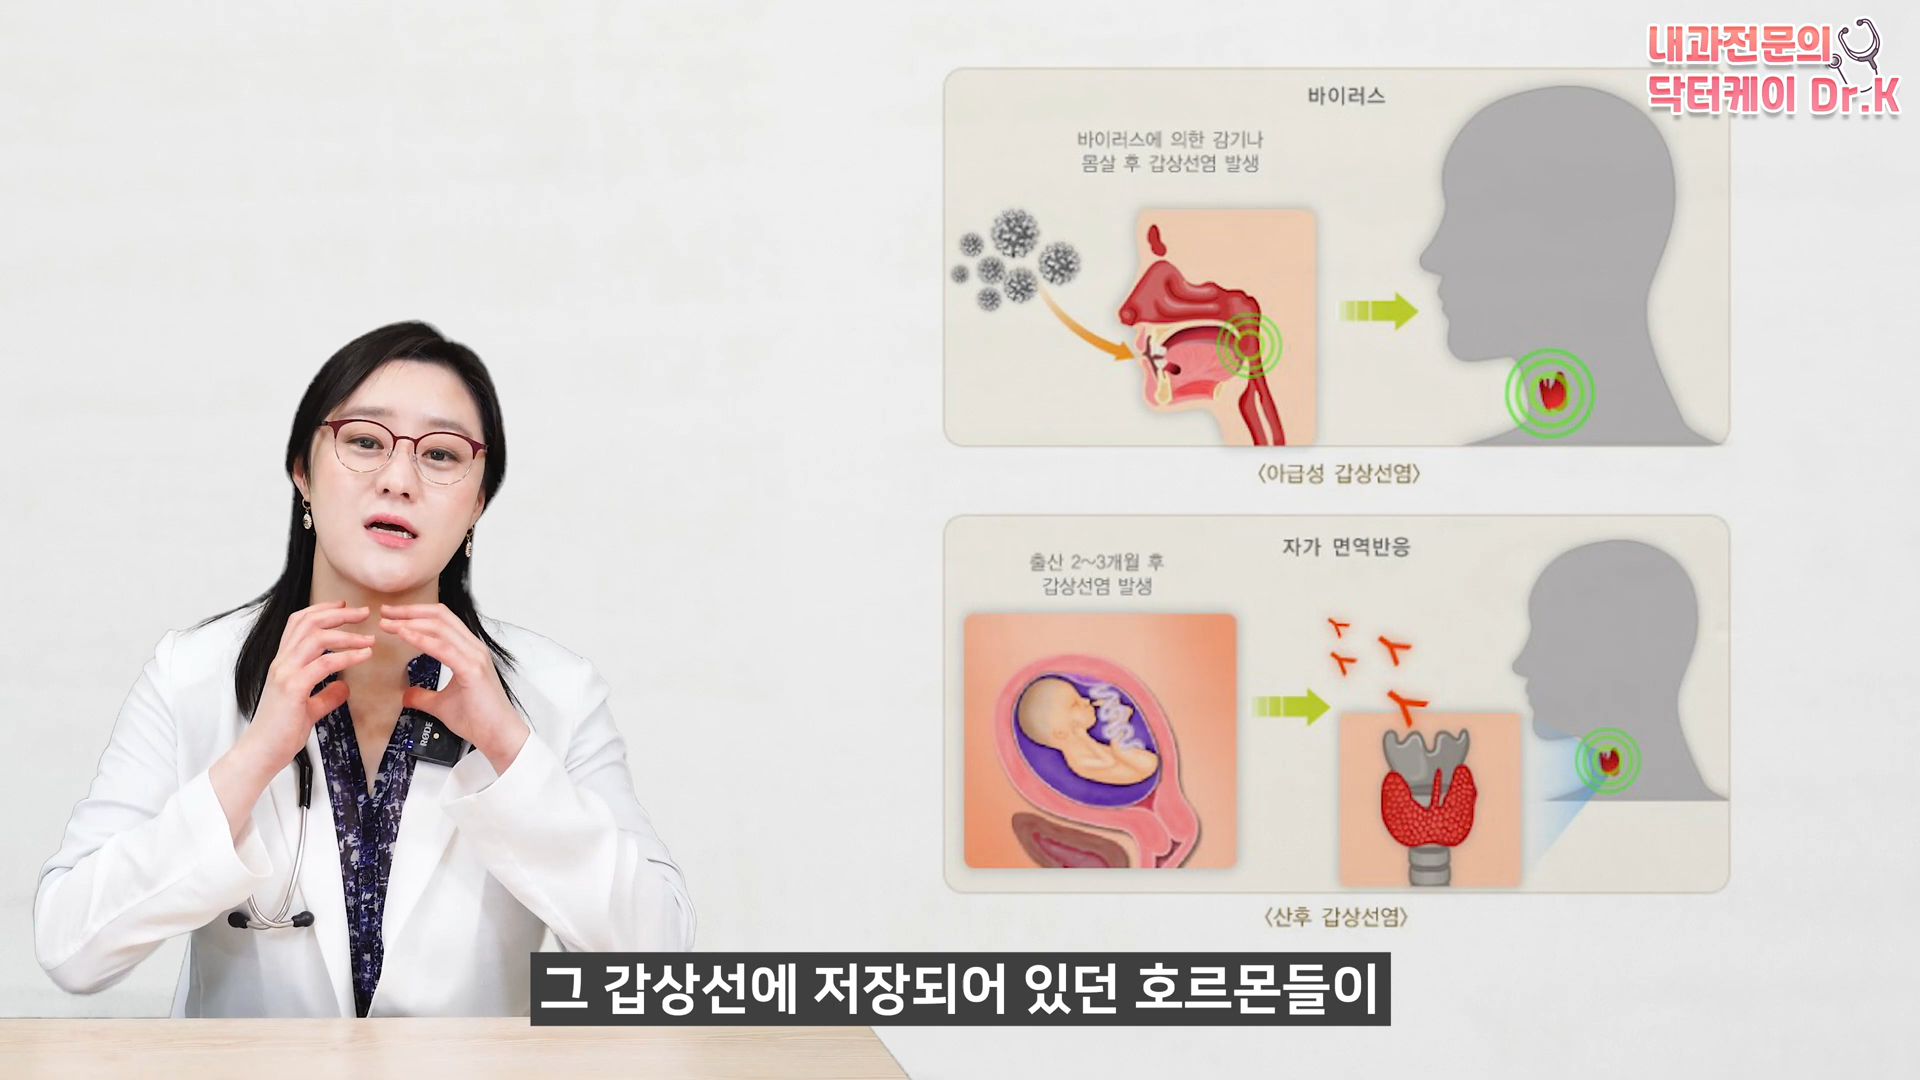 내과전문의
닥터케이 Dr.K
바이러스
바이러스에 의한 감기나
몸살 후 갑상선염 발생
<아급성 갑상선염>
자가 면역반응
출산 2~3개월 후
갑상선염 발생
<산후 갑상선염>
RØDE
그 갑상선에 저장되어 있던 호르몬들이